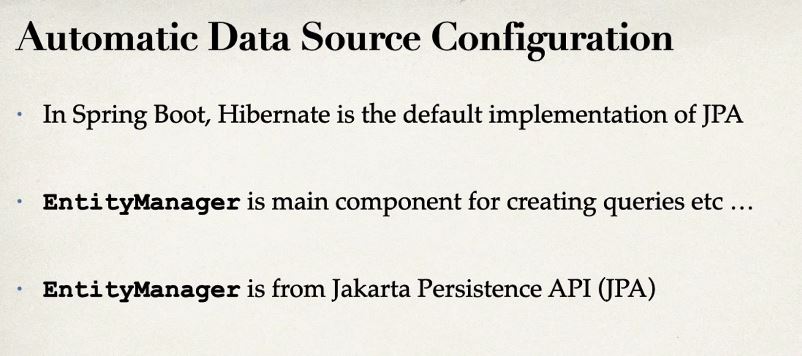 Automatic Data Source Configuration
• In Spring Boot, Hibernate is the default implementation of JPA
• EntityManager is main component for creating queries etc …
• EntityManager is from Jakarta Persistence API (JPA)